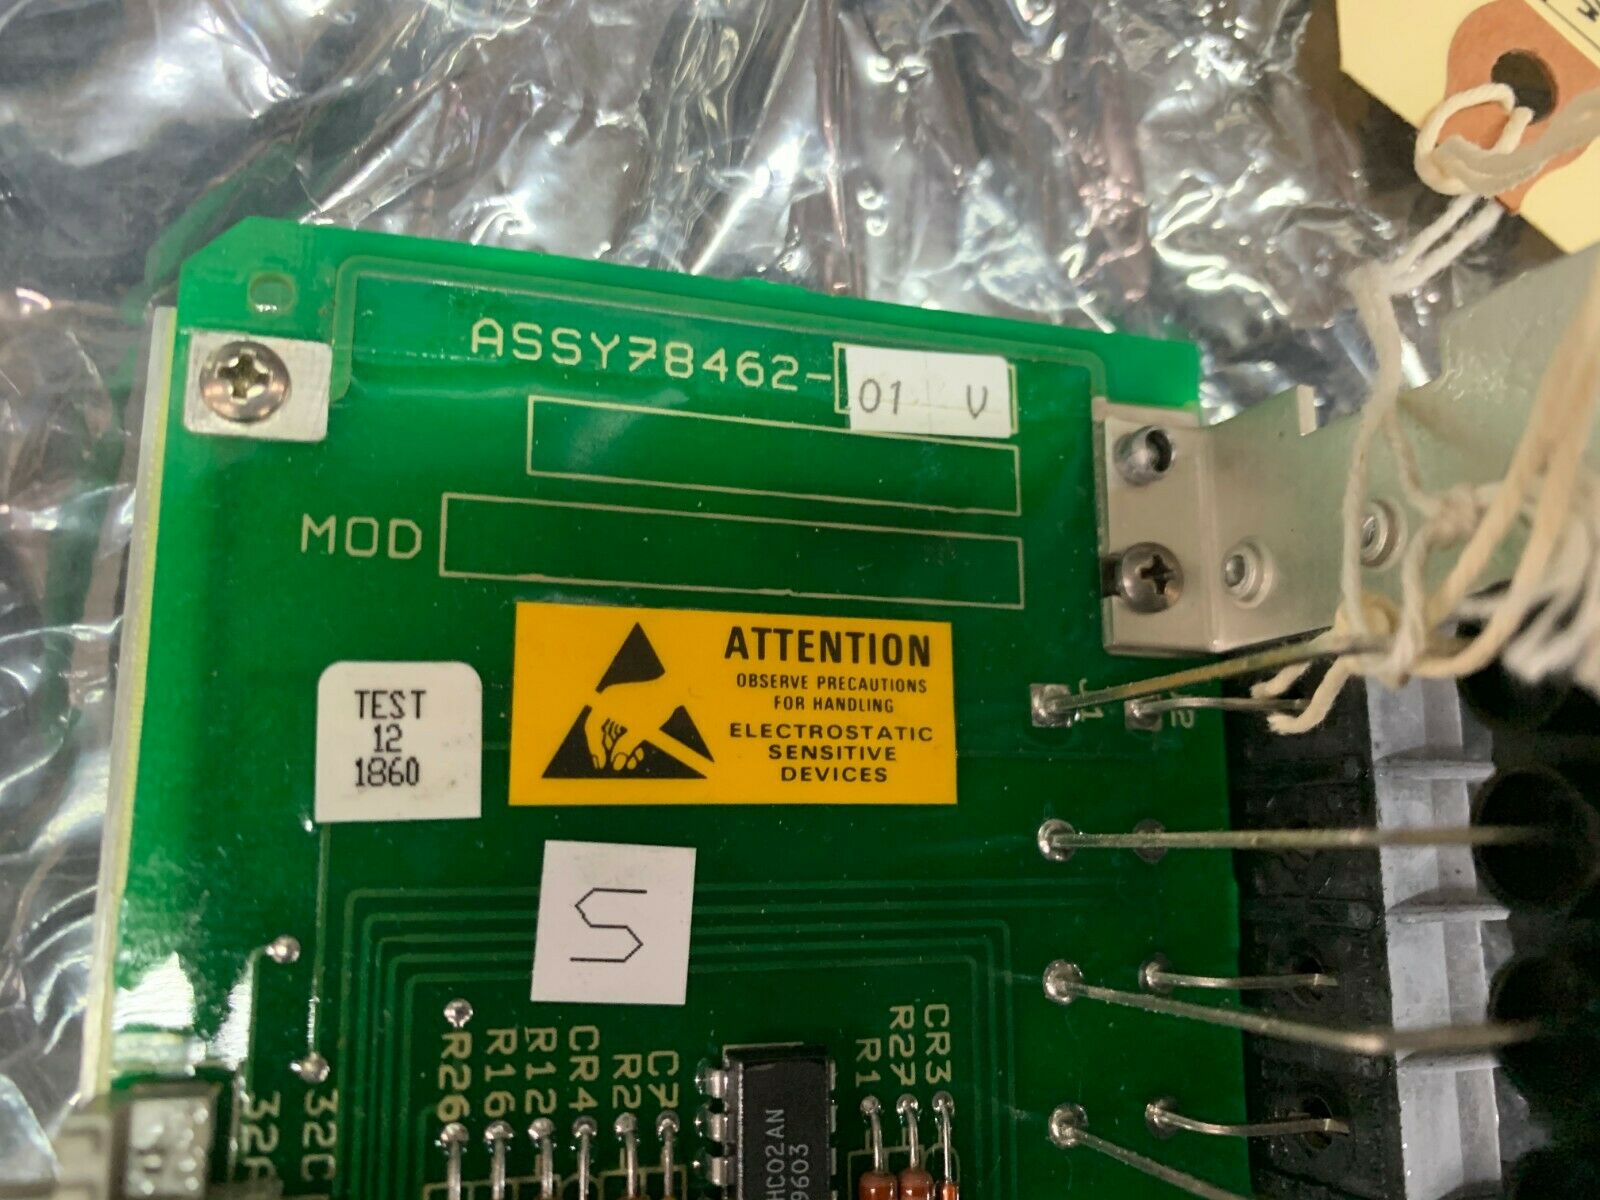 ASSY78462-01 V
MOD
TEST
12
1860
ATTENTION
OBSERVE PRECAUTIONS
FOR HANDLING
ELECTROSTATIC
SENSITIVE
DEVICES
S
J1
R26
R16
R12
CR4
R2
C7
R1
R27
CR3
32C
HC02AN
9603